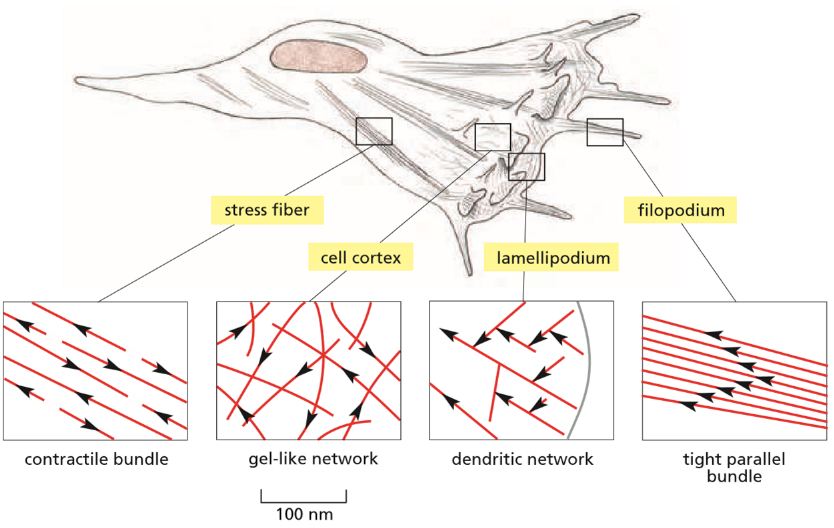 stress fiber
filopodium
cell cortex
lamellipodium
contractile bundle
gel-like network
dendritic network
tight parallel
bundle
100 nm